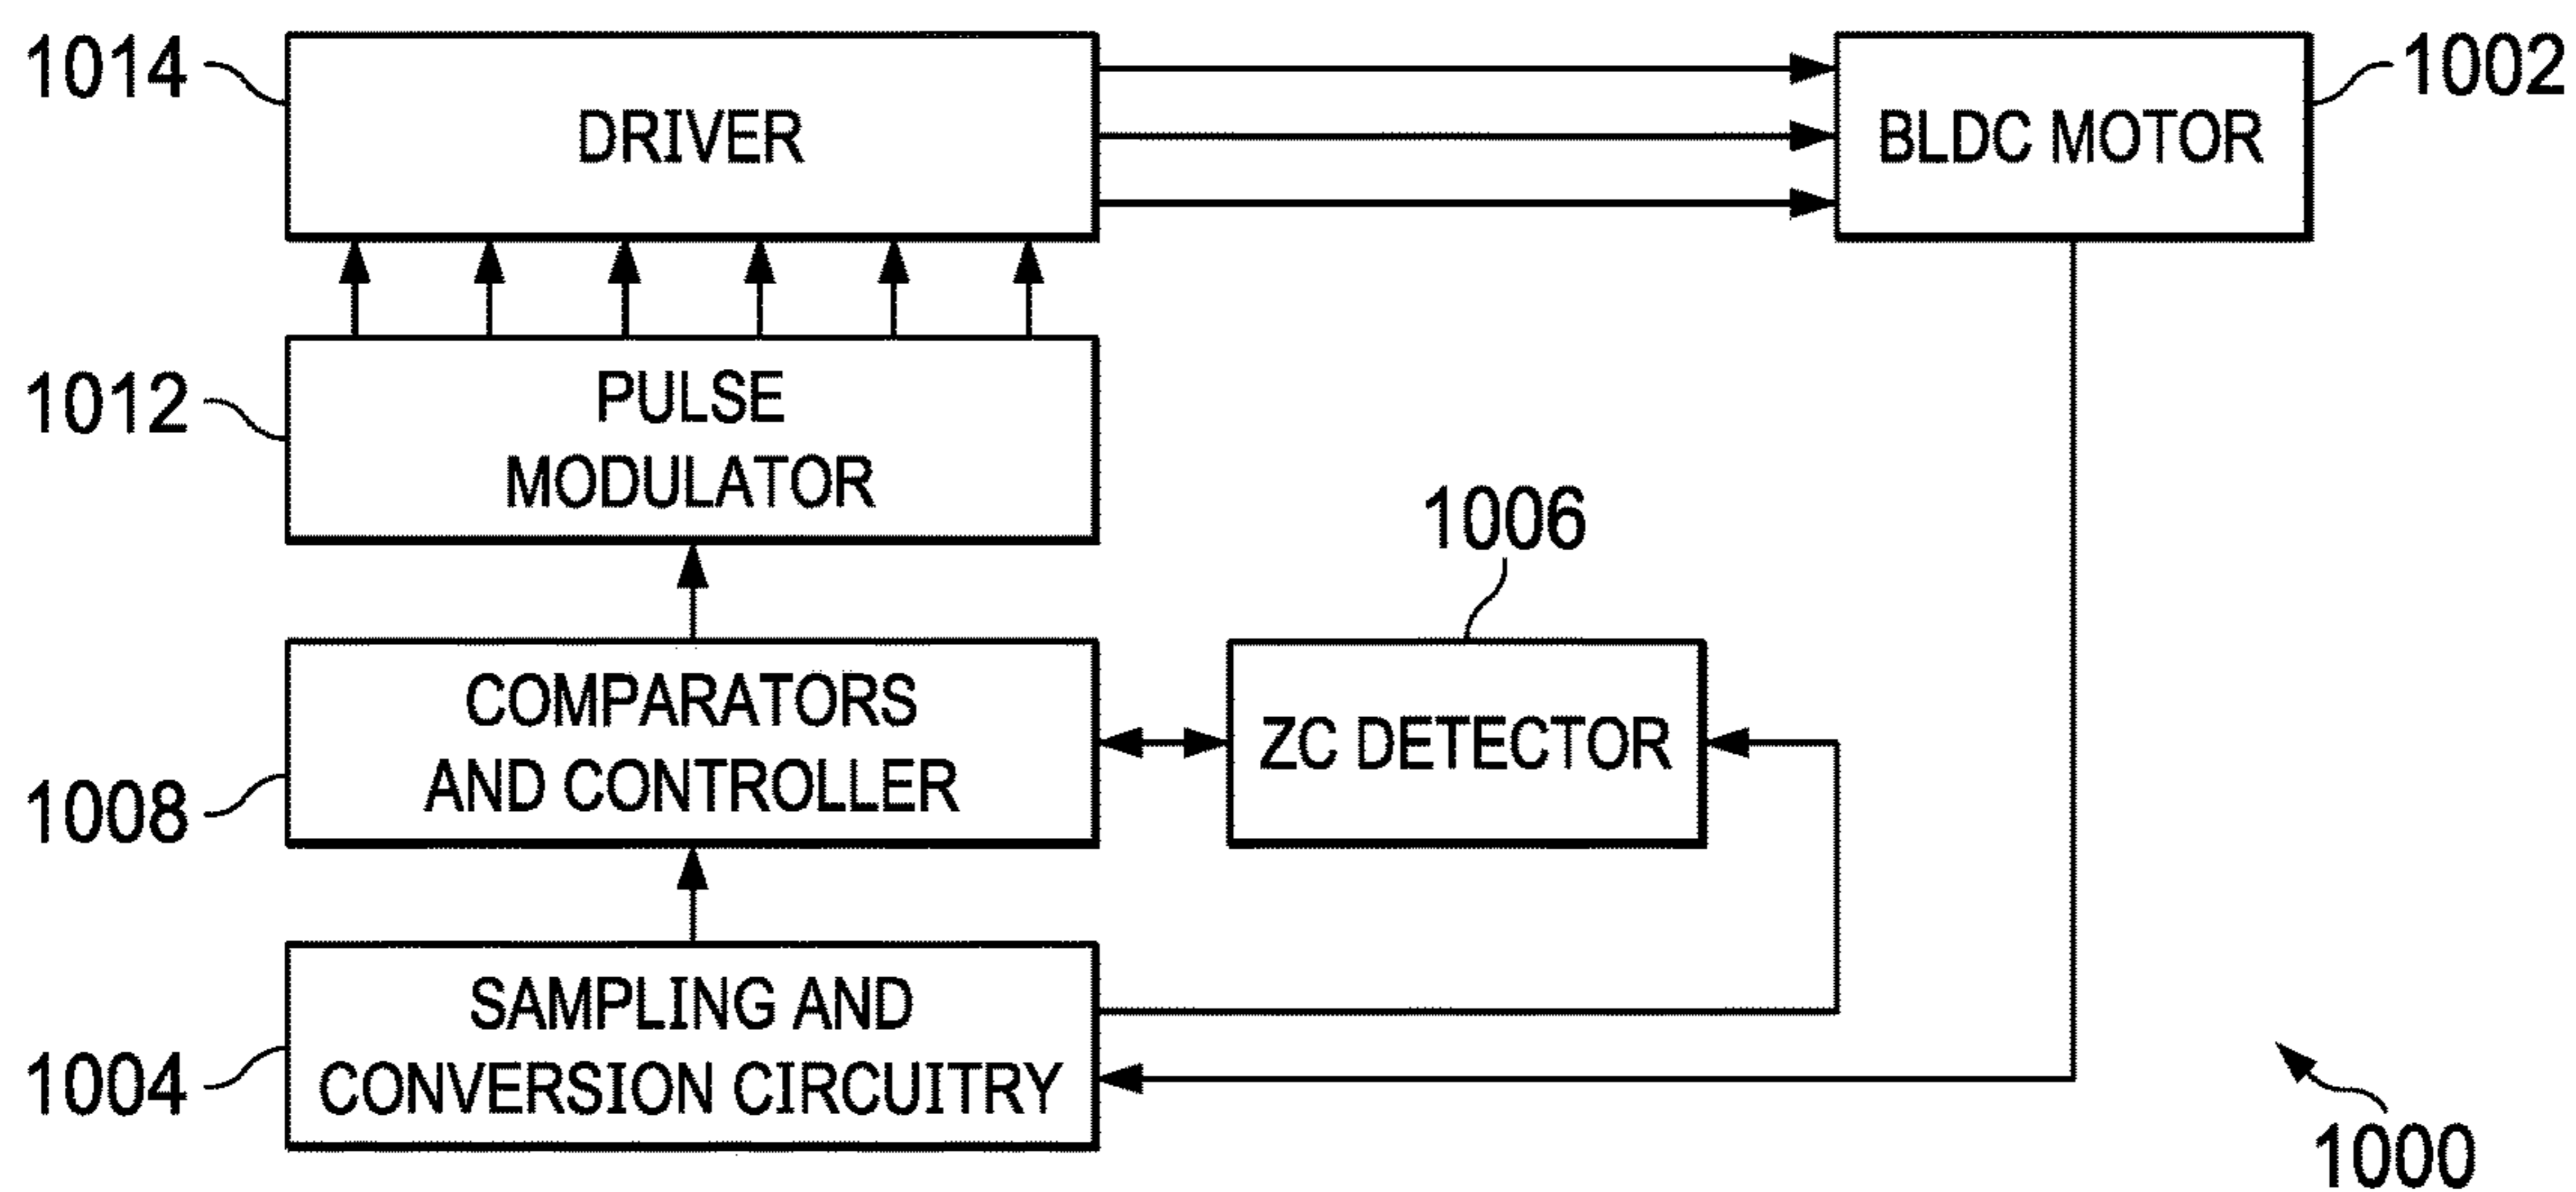 1014
DRIVER
BLDC MOTOR
1002
1012
PULSE
MODULATOR
1006
1008
COMPARATORS
AND CONTROLLER
ZC DETECTOR
1004
SAMPLING AND
CONVERSION CIRCUITRY
1000